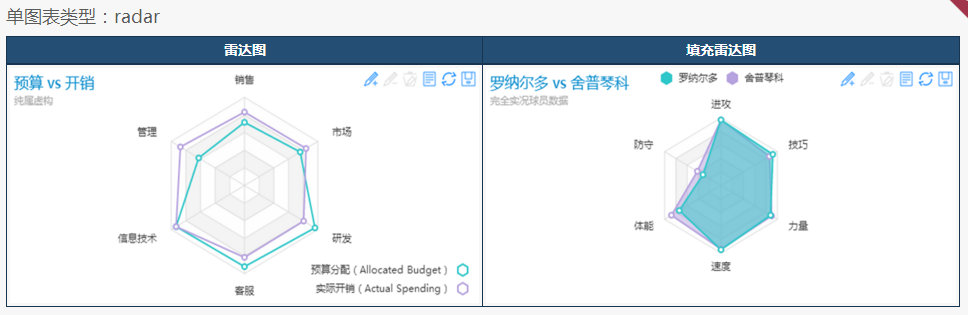 单图表类型：radar
雷达图
填充雷达图
预算 vs 开销
纯属虚构
销售
管理
市场
信息技术
研发
客服
预算分配（Allocated Budget）
实际开销（Actual Spending）
罗纳尔多 vs 舍普琴科
完全实况球员数据
罗纳尔多
舍普琴科
进攻
防守
技巧
体能
力量
速度